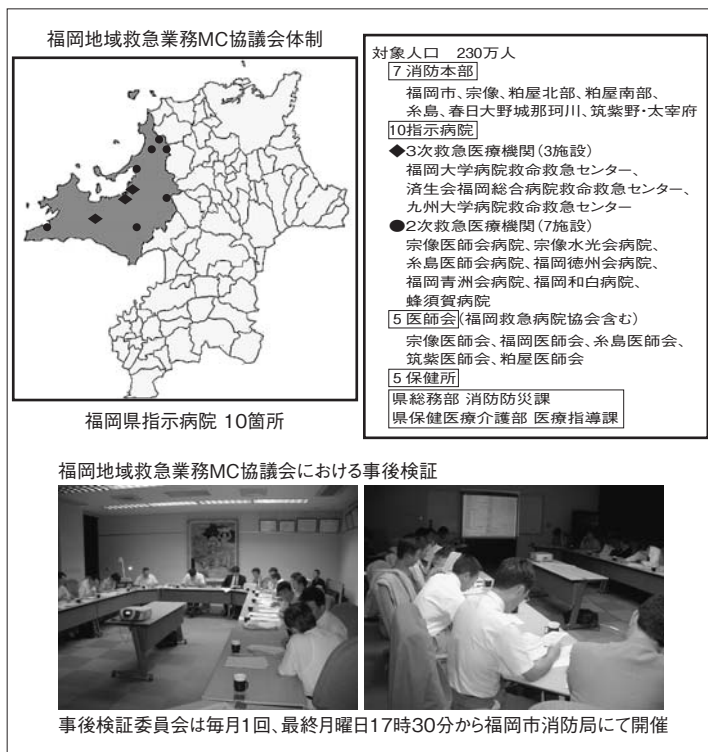 福岡地域救急業務MC協議会体制
福岡県指示病院 10箇所
対象人口 230万人
7消防本部
福岡市、宗像、粕屋北部、粕屋南部、
糸島、春日大野城那珂川、筑紫野・太宰府
10指示病院
◆3次救急医療機関(3施設)
福岡大学病院救命救急センター、
済生会福岡総合病院救命救急センター、
九州大学病院救命救急センター
●2次救急医療機関(7施設)
宗像医師会病院、宗像水光会病院、
糸島医師会病院、福岡徳州会病院、
福岡青洲会病院、福岡和白病院、
蜂須賀病院
5医師会(福岡救急病院協会含む)
宗像医師会、福岡医師会、糸島医師会、
筑紫医師会、粕屋医師会
5保健所
県総務部 消防防災課
県保健医療介護部 医療指導課
福岡地域救急業務MC協議会における事後検証
事後検証委員会は毎月1回、最終月曜日17時30分から福岡市消防局にて開催